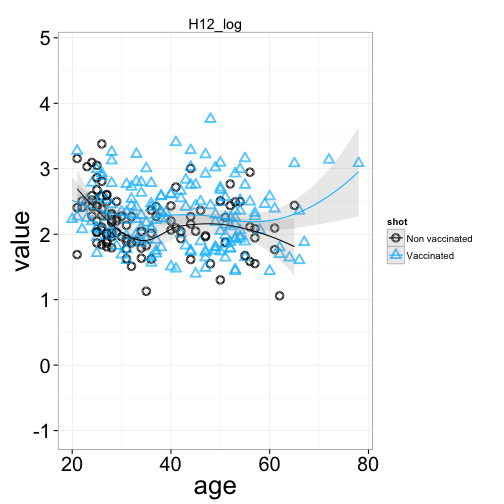 H12_log
5
4
3
2
1
0
-1
value
20 40 60 80
age
shot
Non vaccinated
Vaccinated